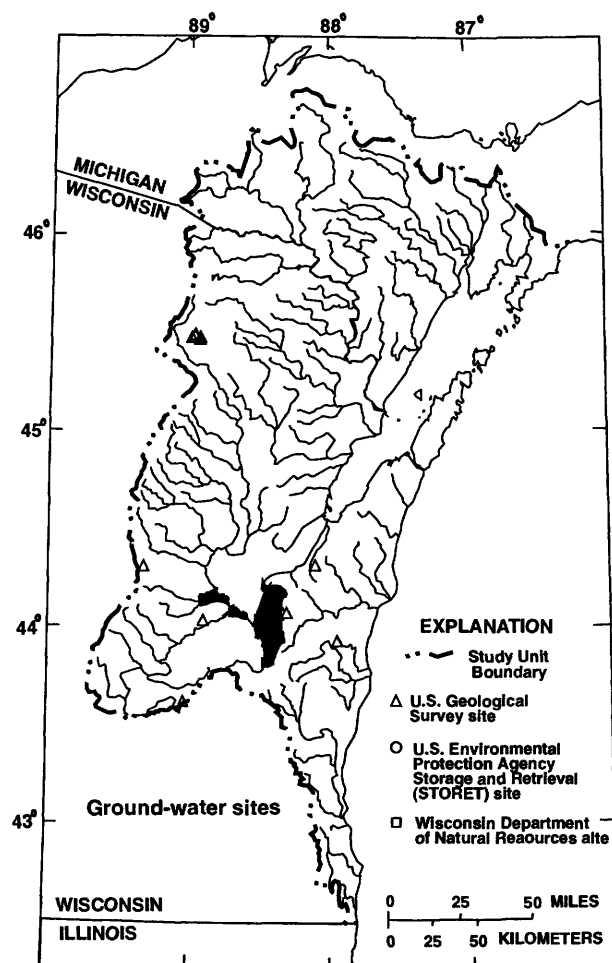 89°
88°
87°
MICHIGAN
WISCONSIN
46°
45°
44°
EXPLANATION
Study Unit
Boundary
U.S. Geological
Survey site
U.S. Environmental
Protection Agency
Storage and Retrieval
(STORET) site
Ground-water sites
43°
Wisconsin Department
of Natural Reaources alte
WISCONSIN
ILLINOIS
0 25 50 MILES
0 25 50 KILOMETERS